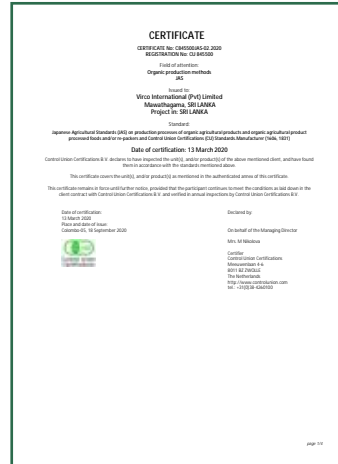 CERTIFICATE
CERTIFICATE No: C845500JAS-02.2020
REGISTRATION No: CU 845500
Field of attention:
Organic production methods
JAS
Issued to:
Virco International (Pvt) Limited
Mawathagama, SRI LANKA
Project in: SRI LANKA
Standard:
Japanese Agricultural Standards (JAS) on production processes of organic agricultural products and organic agricultural product
processed foods and/or re-packers and Control Union Certifications (CU) Standards Manufacturer (1606, 1831)
Date of certification: 13 March 2020
Control Union Certifications B.V. declares to have inspected the unit(s), and/or product(s) of the above mentioned client, and have found
them in accordance with the standards mentioned above.
This certificate covers the unit(s), and/or product(s) as mentioned in the authenticated annex of this certificate.
This certificate remains in force until further notice, provided that the participant continues to meet the conditions as laid down in the
client contract with Control Union Certifications B.V. and verified in annual inspections by Control Union Certifications B.V.
Date of certification:
13 March 2020
Place and date of issue:
Colombo-05, 18 September 2020
Declared by:
On behalf of the Managing Director
Mrs. M Nikolova
Certifier
Control Union Certifications
Meeuwenlaan 4-6
8011 BZ ZWOLLE
The Netherlands
http://www.controlunion.com
tel.: +31(0)38-4260100
page 1/3